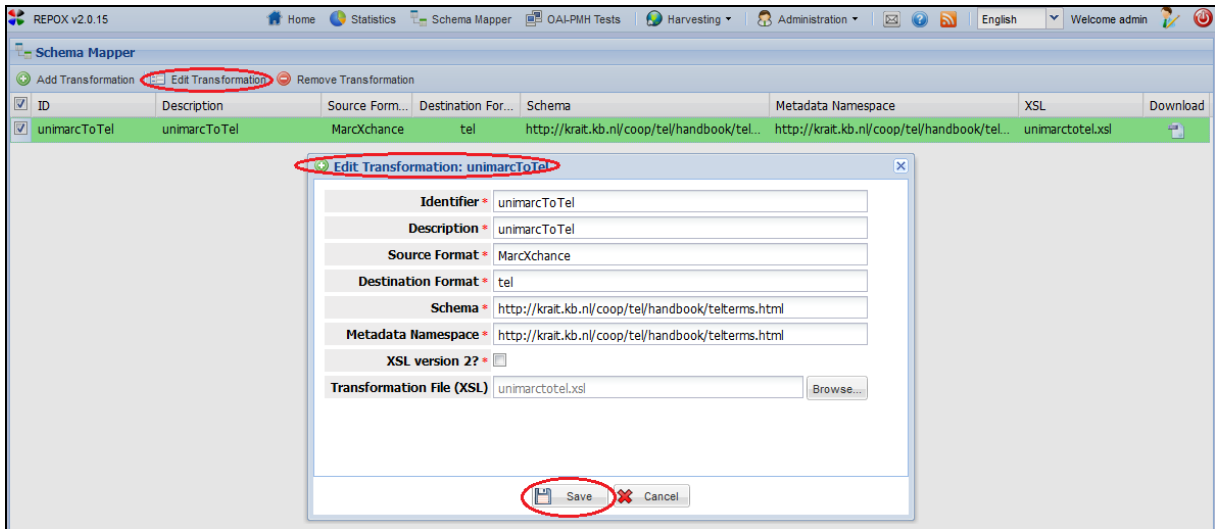 REPOX v2.0.15 Home Statistics Schema Mapper OAI-PMH Tests Harvesting Administration English Welcome admin
Schema Mapper
Add Transformation Edit Transformation Remove Transformation
ID Description Source Form... Destination For... Schema Metadata Namespace XSL Download
unimarcToTel unimarcToTel MarcXchance tel http://krait.kb.nl/coop/tel/handbook/tel... http://krait.kb.nl/coop/tel/handbook/tel... unimarctotel.xsl
Edit Transformation: unimarcToTel
Identifier * unimarcToTel
Description * unimarcToTel
Source Format * MarcXchance
Destination Format * tel
Schema * http://krait.kb.nl/coop/tel/handbook/telterms.html
Metadata Namespace * http://krait.kb.nl/coop/tel/handbook/telterms.html
XSL version 2? *
Transformation File (XSL) unimarctotel.xsl Browse...
Save Cancel